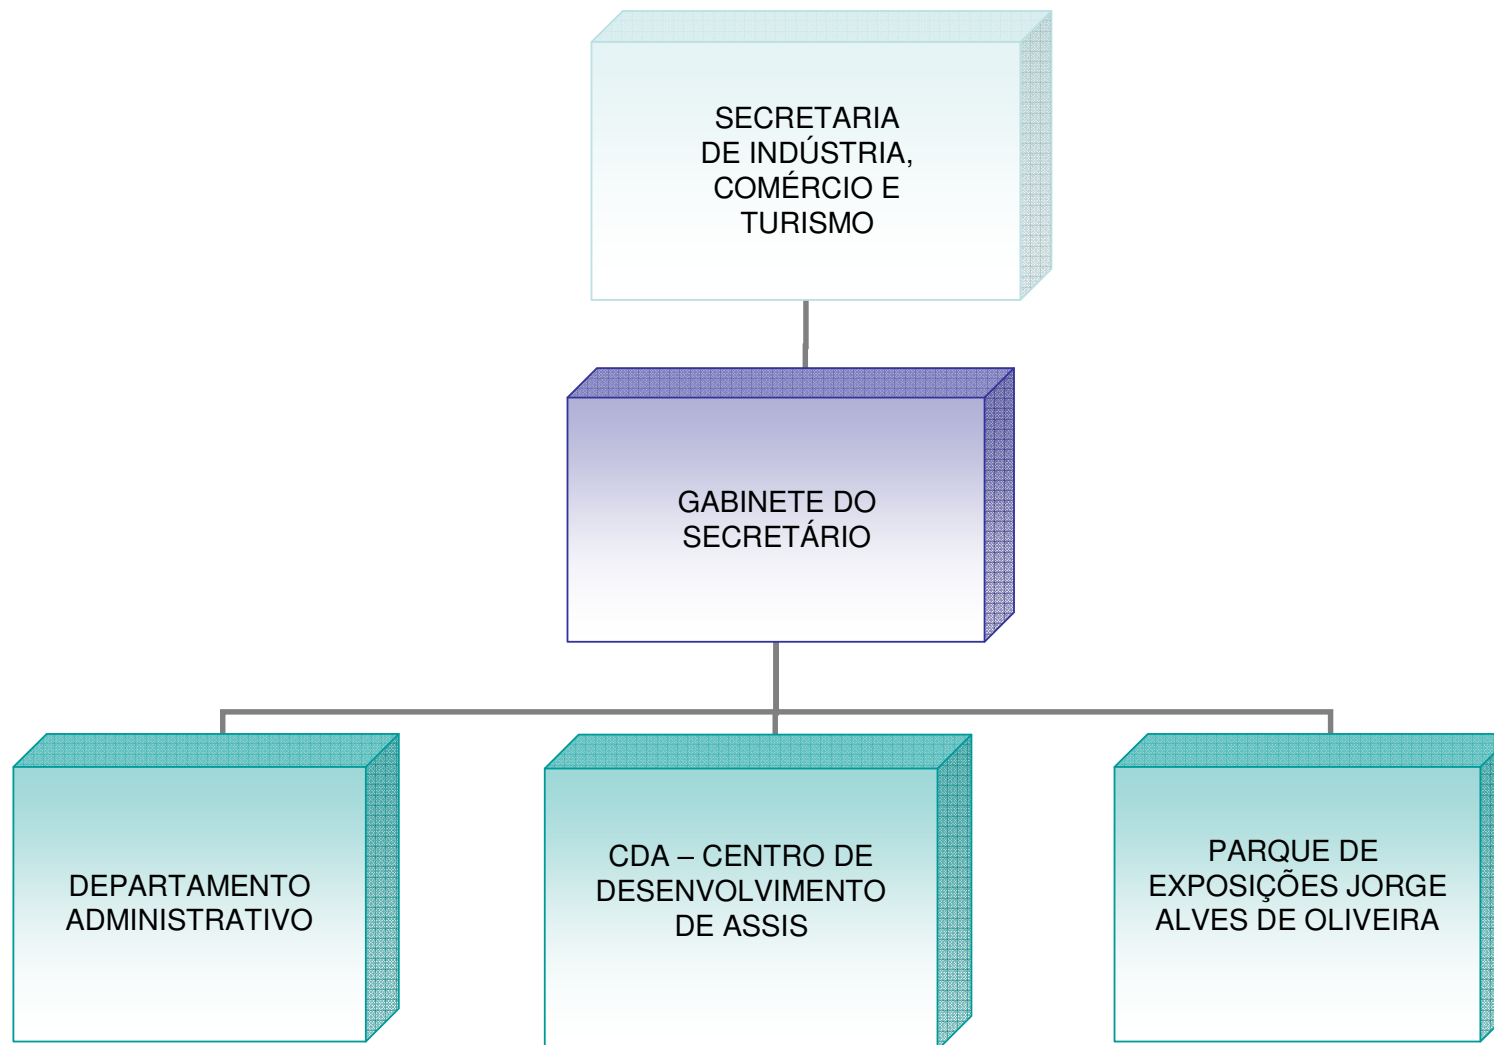 SECRETARIA
DE INDÚSTRIA,
COMÉRCIO E
TURISMO
GABINETE DO
SECRETÁRIO
DEPARTAMENTO
ADMINISTRATIVO
CDA – CENTRO DE
DESENVOLVIMENTO
DE ASSIS
PARQUE DE
EXPOSIÇÕES JORGE
ALVES DE OLIVEIRA